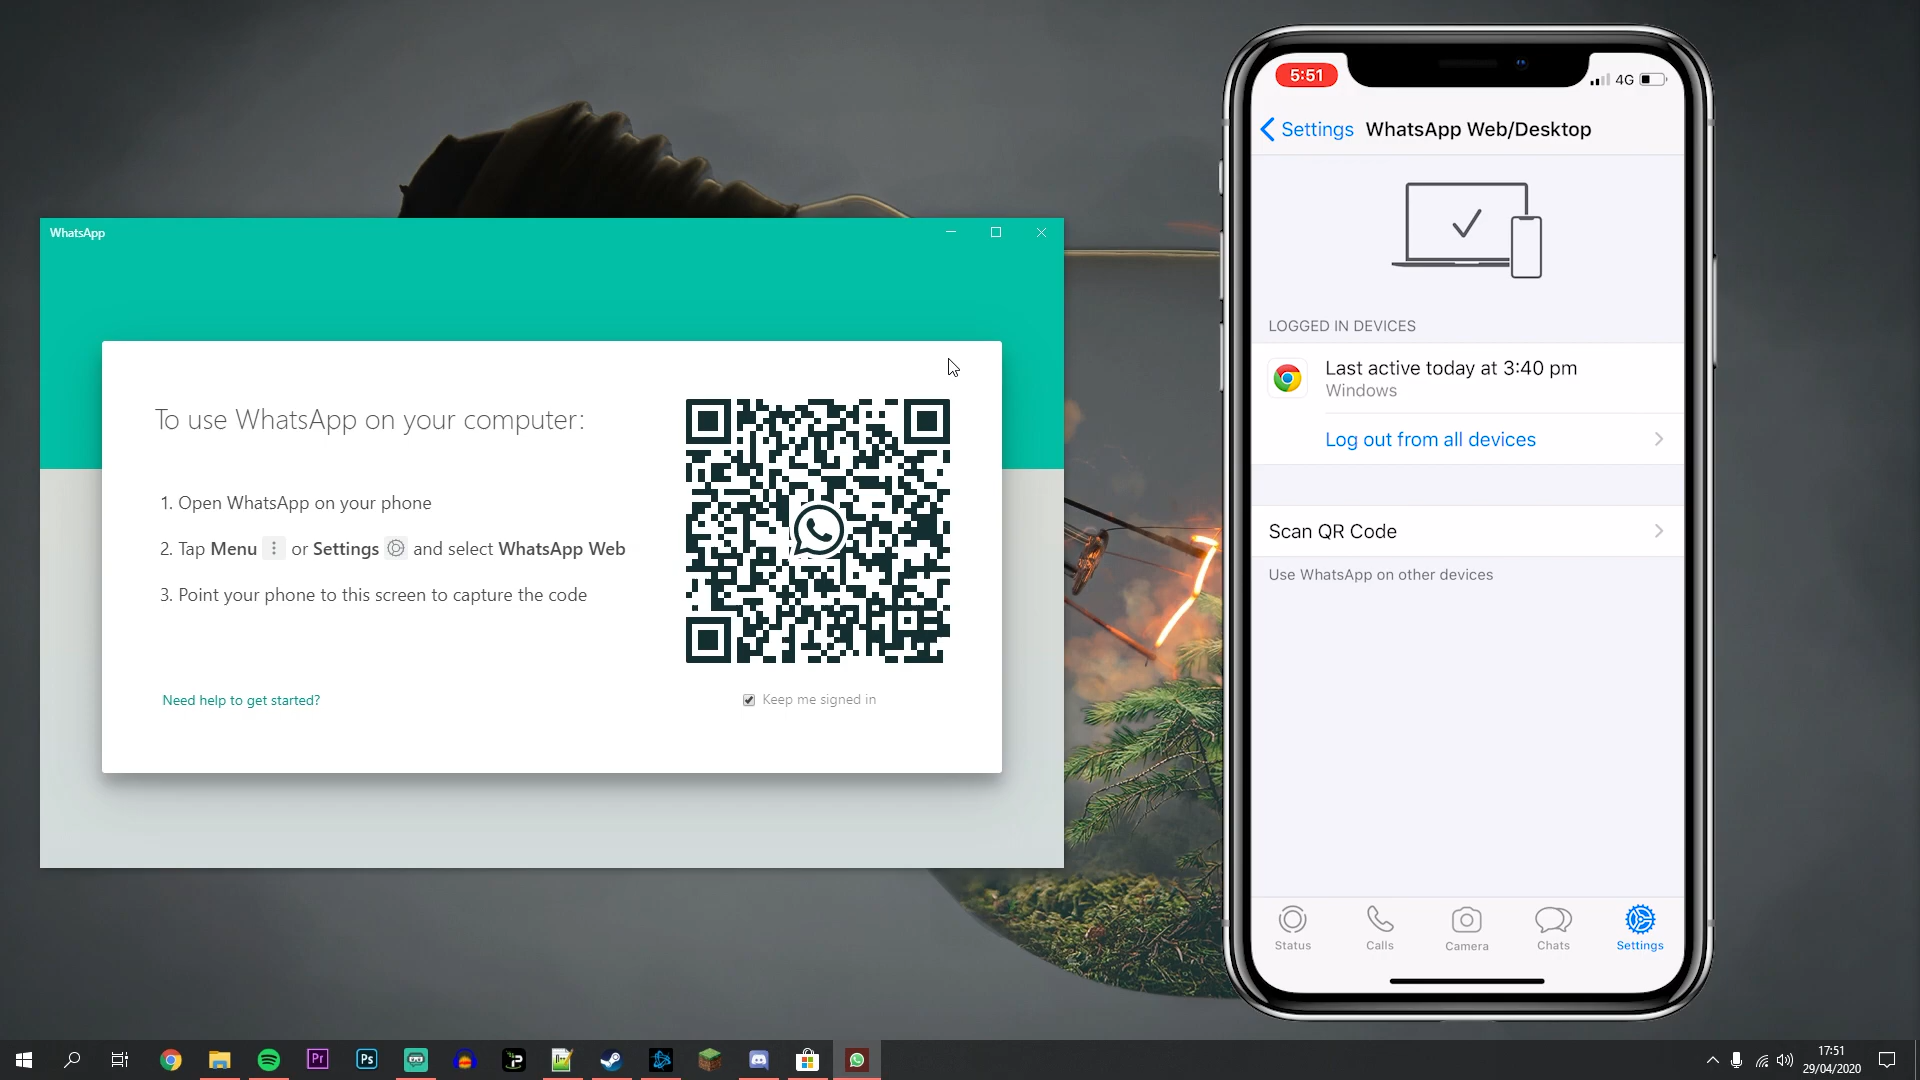 WhatsApp
To use WhatsApp on your computer:
1. Open WhatsApp on your phone
2. Tap Menu or Settings and select WhatsApp Web
3. Point your phone to this screen to capture the code
Need help to get started?
Keep me signed in
5:51
4G
Settings WhatsApp Web/Desktop
LOGGED IN DEVICES
Last active today at 3:40 pm
Windows
Log out from all devices
Scan QR Code
Use WhatsApp on other devices
Status Calls Camera Chats Settings
Pr Ps
17:51
29/04/2020